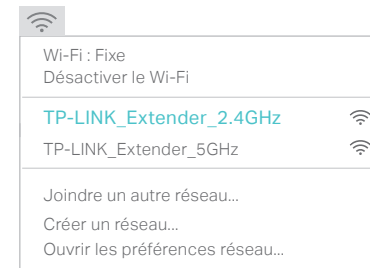 Wi-Fi : Fixe
Désactiver le Wi-Fi
TP-LINK_Extender_2.4GHz
TP-LINK_Extender_5GHz
Joindre un autre réseau...
Créer un réseau...
Ouvrir les préférences réseau...